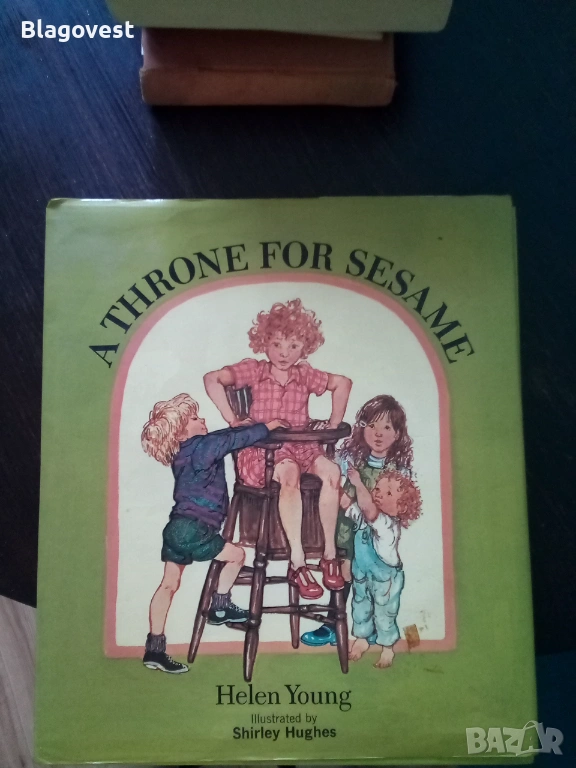 Blagovest
A THRONE FOR SESAME
Helen Young
Illustrated by
Shirley Hughes
BAZAR